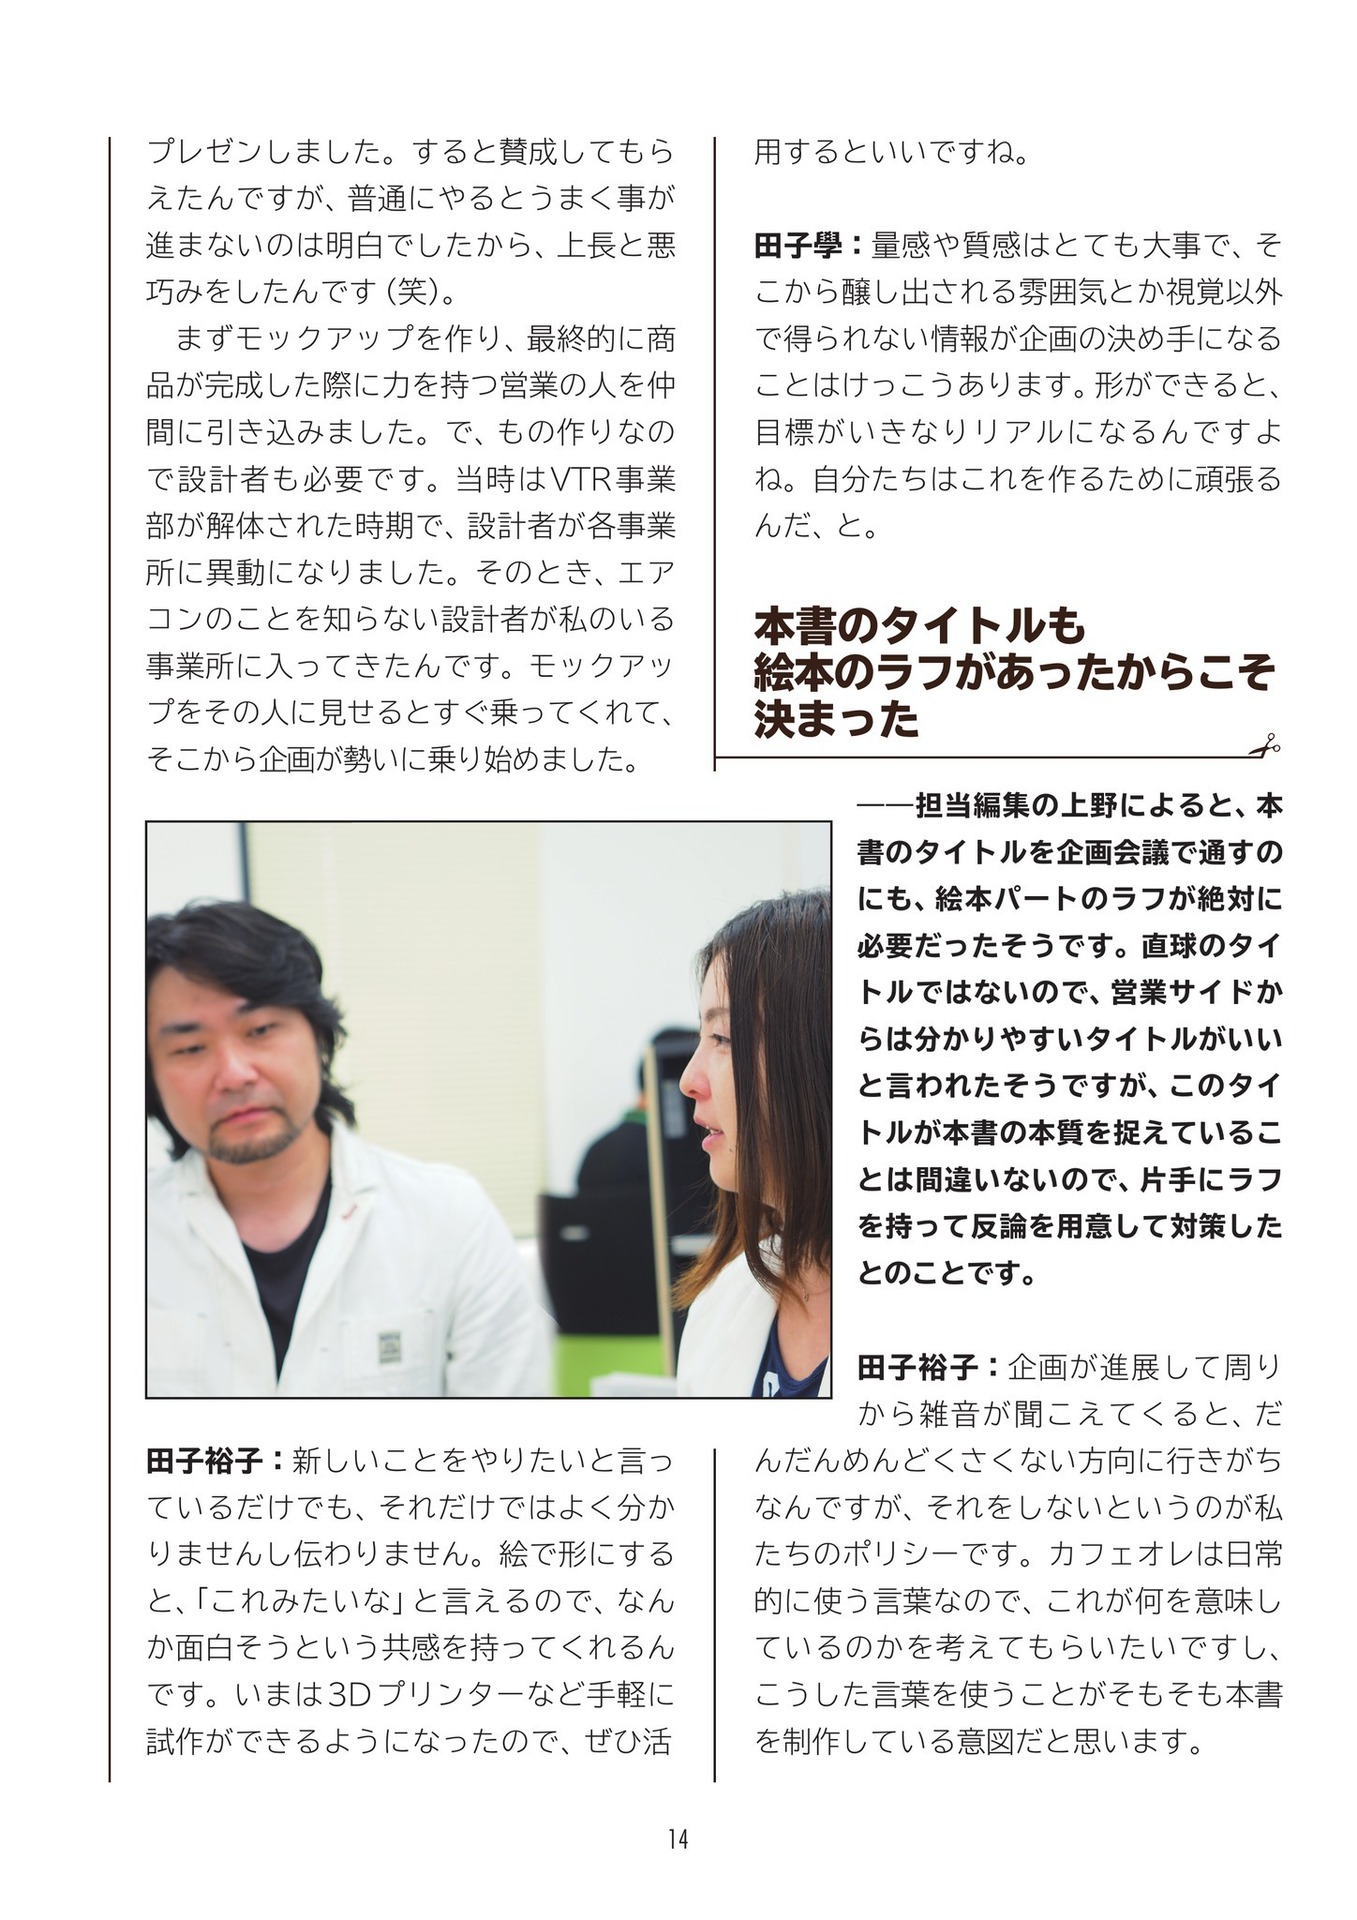 プレゼンしました。すると賛成してもら
えたんですが、普通にやるとうまく事が
進まないのは明白でしたから、上長と悪
巧みをしたんです（笑）。
　まずモックアップを作り、最終的に商
品が完成した際に力を持つ営業の人を仲
間に引き込みました。で、もの作りなの
で設計者も必要です。当時はVTR事業
部が解体された時期で、設計者が各事業
所に異動になりました。そのとき、エア
コンのことを知らない設計者が私のいる
事業所に入ってきたんです。モックアッ
プをその人に見せるとすぐ乗ってくれて、
そこから企画が勢いに乗り始めました。
田子裕子：新しいことをやりたいと言っ
ているだけでも、それだけではよく分か
りませんし伝わりません。絵で形にする
と、「これみたいな」と言えるので、なん
か面白そうという共感を持ってくれるん
です。いまは3Dプリンターなど手軽に
試作ができるようになったので、ぜひ活
用するといいですね。
田子學：量感や質感はとても大事で、そ
こから醸し出される雰囲気とか視覚以外
で得られない情報が企画の決め手になる
ことはけっこうあります。形ができると、
目標がいきなりリアルになるんですよ
ね。自分たちはこれを作るために頑張る
んだ、と。
本書のタイトルも
絵本のラフがあったからこそ
決まった
――担当編集の上野によると、本
書のタイトルを企画会議で通すの
にも、絵本パートのラフが絶対に
必要だったそうです。直球のタイ
トルではないので、営業サイドか
らは分かりやすいタイトルがいい
と言われたそうですが、このタイ
トルが本書の本質を捉えているこ
とは間違いないので、片手にラフ
を持って反論を用意して対策した
とのことです。
田子裕子：企画が進展して周り
から雑音が聞こえてくると、だ
んだんめんどくさくない方向に行きがち
なんですが、それをしないというのが私
たちのポリシーです。カフェオレは日常
的に使う言葉なので、これが何を意味し
ているのかを考えてもらいたいですし、
こうした言葉を使うことがそもそも本書
を制作している意図だと思います。
14